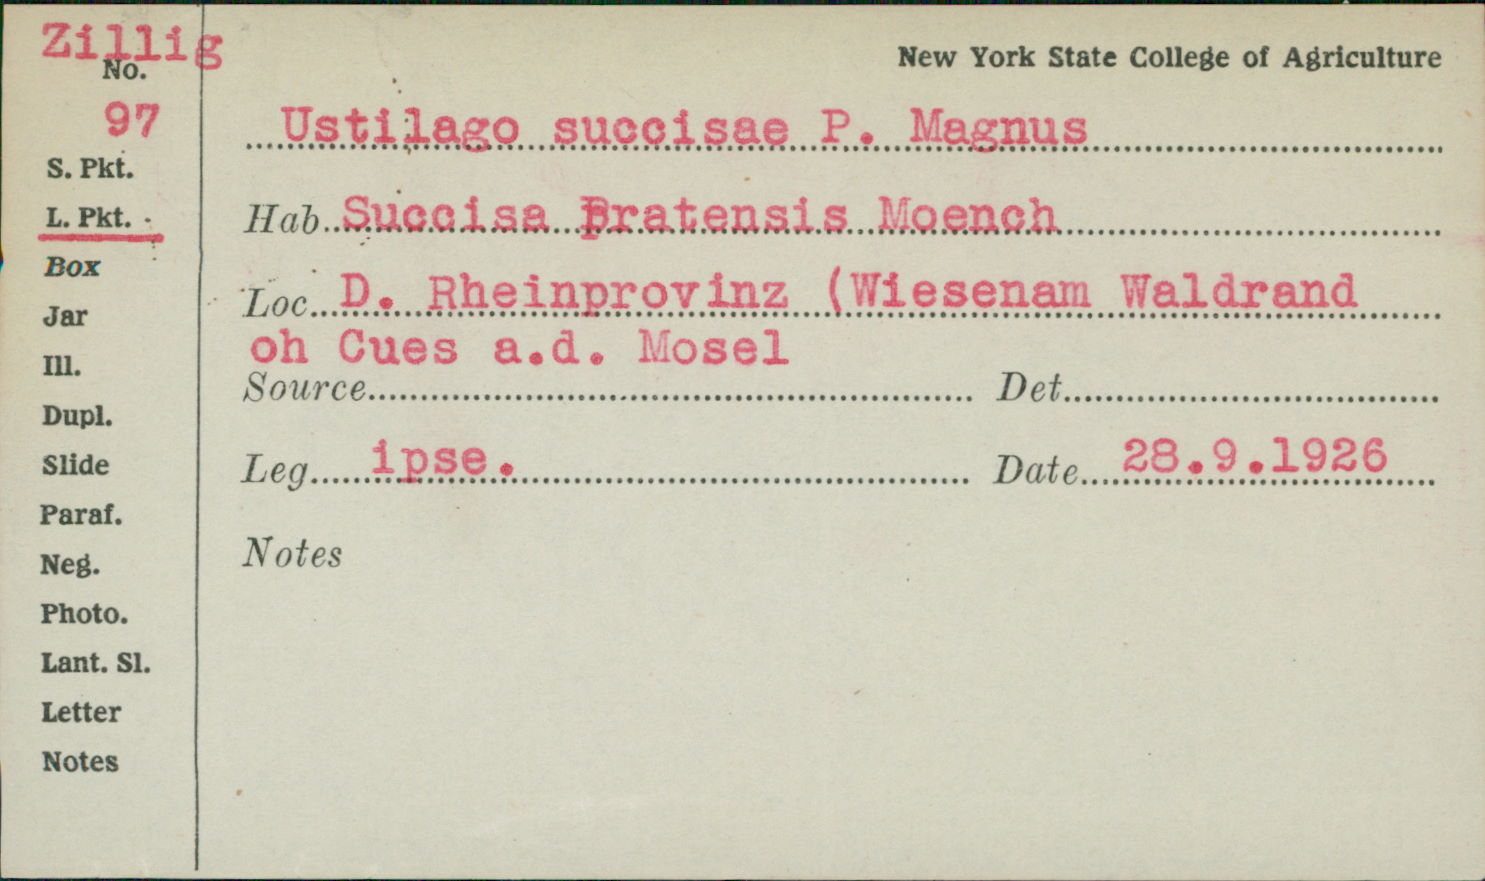 Zillig
New York State College of Agriculture
No.
97
Ustilago succisae P. Magnus
S. Pkt.
L. Pkt.
Hab. Succisa pratensis Moench
Box
Loc. D. Rheinprovinz (Wiesenam Waldrand
Jar
oh Cues a.d. Mosel
Ill.
Source Det.
Dupl.
Slide
Leg. ipse. Date 28.9.1926
Paraf.
Notes
Neg.
Photo.
Lant. Sl.
Letter
Notes